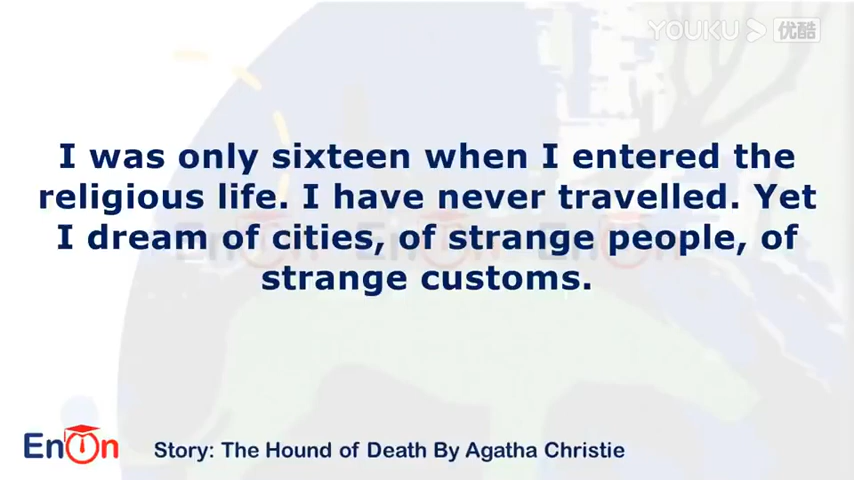 YOUKU 优酷
I was only sixteen when I entered the
religious life. I have never travelled. Yet
I dream of cities, of strange people, of
strange customs.
EnOn Story: The Hound of Death By Agatha Christie